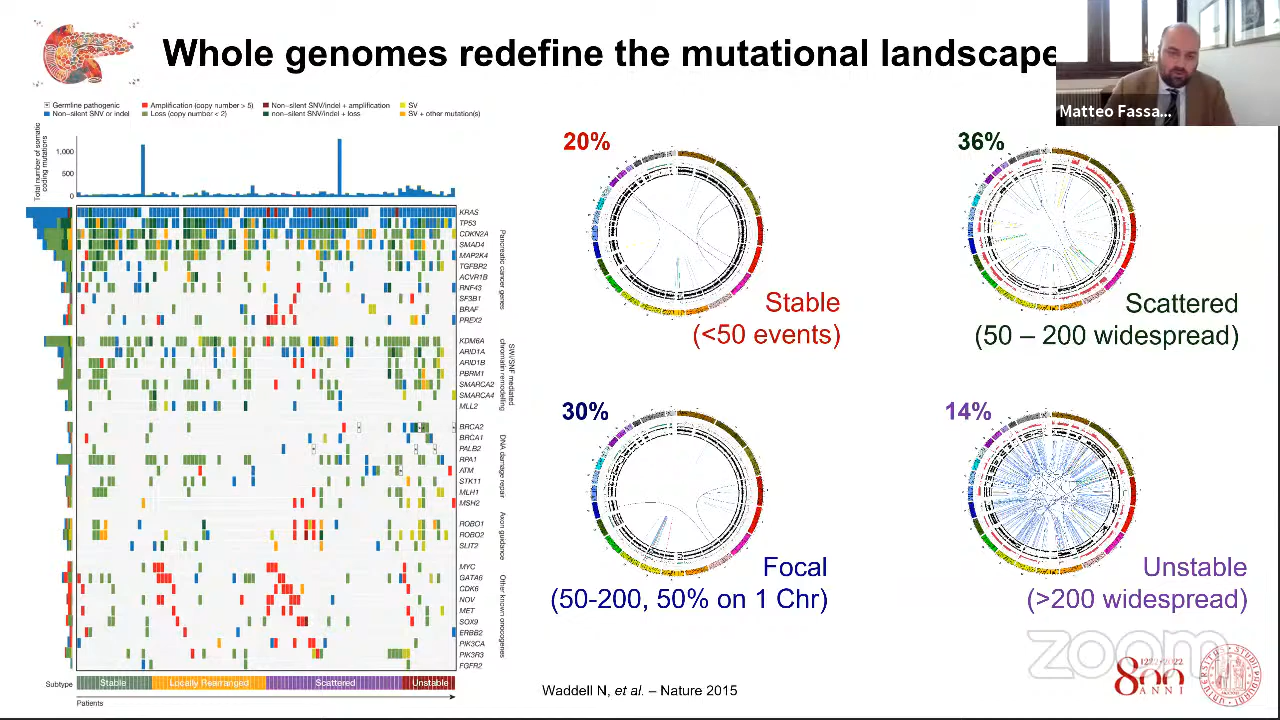 Whole genomes redefine the mutational landscape
Matteo Fassa...
Germline pathogenic
Amplification (copy number > 5)
Non-silent SNV/indel + amplification
SV
Non-silent SNV or indel
Loss (copy number < 2)
non-silent SNV/indel + loss
SV + other mutation(s)
Total number of somatic
coding mutations
1,000
500
0
KRAS
TP53
CDKN2A
SMAD4
MAP2K4
TGFBR2
ACVR1B
RNF43
SF3B1
BRAF
PREX2
Pancreatic cancer genes
KDM6A
ARID1A
ARID1B
PBRM1
SMARCA2
SMARCA4
MLL2
SWI/SNF mediated
chromatin remodelling
BRCA2
BRCA1
PALB2
RPA1
ATM
STK11
MLH1
MSH2
DNA damage repair
ROBO1
ROBO2
SLIT2
Axon guidance
MYC
GATA6
CDK6
NOV
MET
SOX9
ERBB2
PIK3CA
PIK3R3
FGFR2
Other known oncogenes
Subtype
Stable
Locally Rearranged
Scattered
Unstable
Patients
20%
Stable
(<50 events)
36%
Scattered
(50 – 200 widespread)
30%
Focal
(50-200, 50% on 1 Chr)
14%
Unstable
(>200 widespread)
Waddell N, et al. – Nature 2015
zoom
1222-2022
800
ANNI